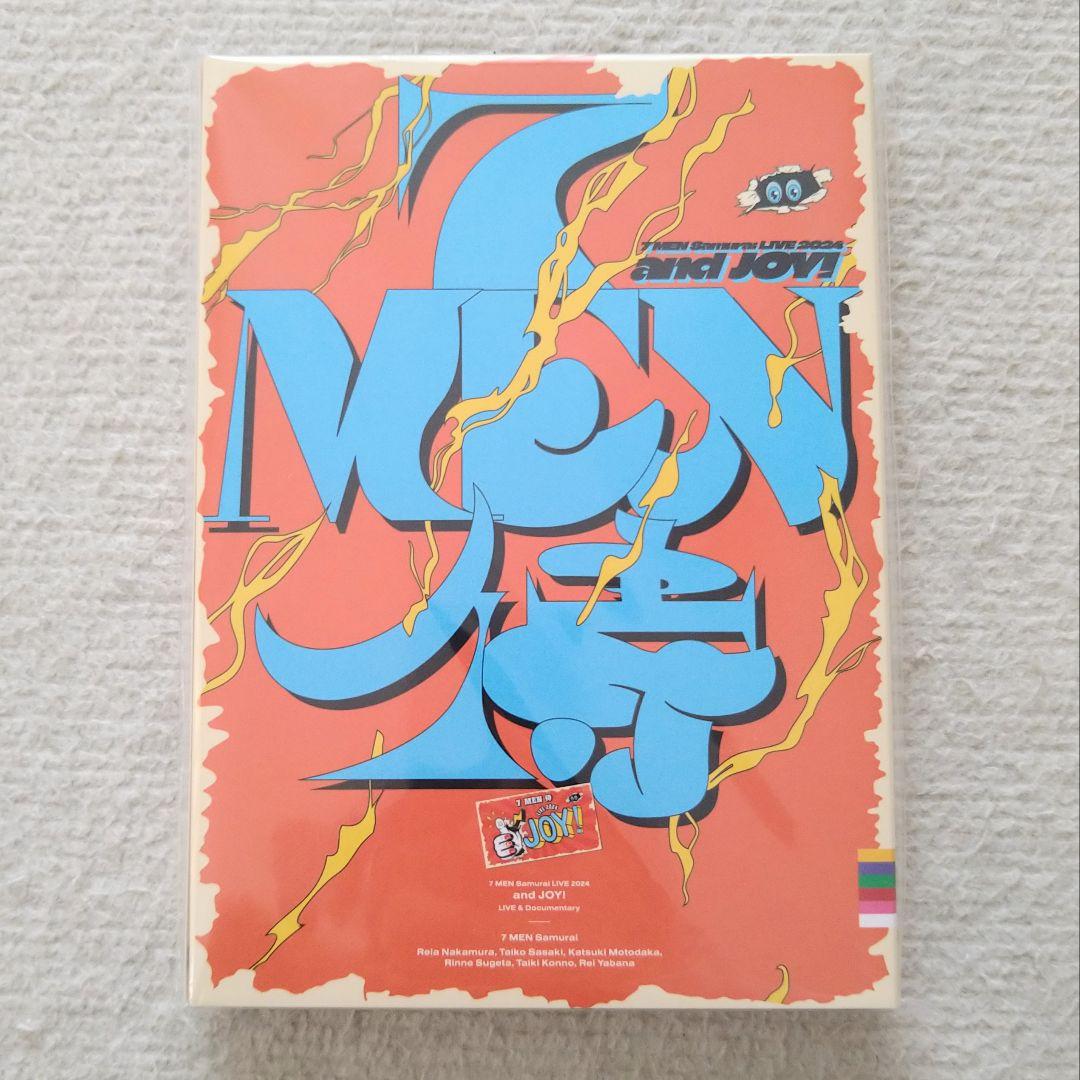 7
MEN
侍
7 MEN Samurai LIVE 2024
and JOY!
7 MEN 侍
LIVE 2024
JOY!
7 MEN Samurai LIVE 2024
and JOY!
LIVE & Documentary
7 MEN Samurai
Reia Nakamura, Taiko Sasaki, Katsuki Motodaka,
Rinne Sugeta, Taiki Konno, Rei Yabana